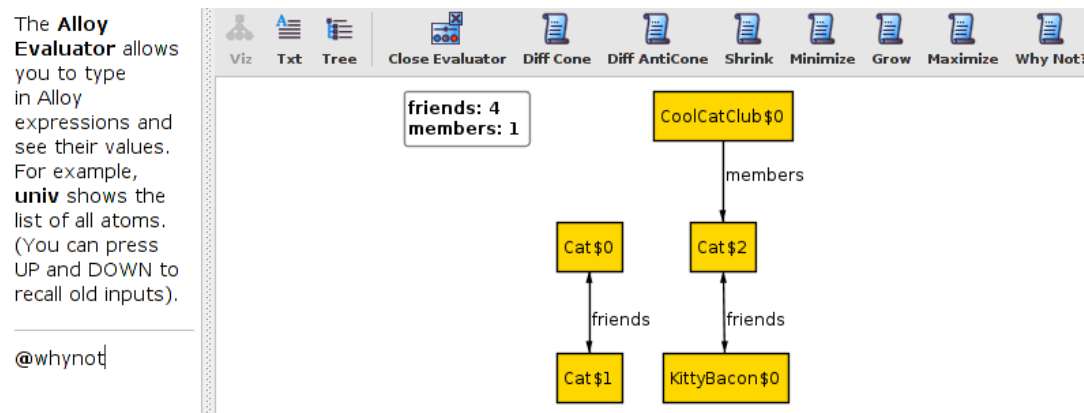 The Alloy
Evaluator allows
you to type
in Alloy
expressions and
see their values.
For example,
univ shows the
list of all atoms.
(You can press
UP and DOWN to
recall old inputs).
@whynot
Viz Txt Tree Close Evaluator Diff Cone Diff AntiCone Shrink Minimize Grow Maximize Why Not?
friends: 4
members: 1
CoolCatClub$0
members
Cat$0 Cat$2
friends friends
Cat$1 KittyBacon$0